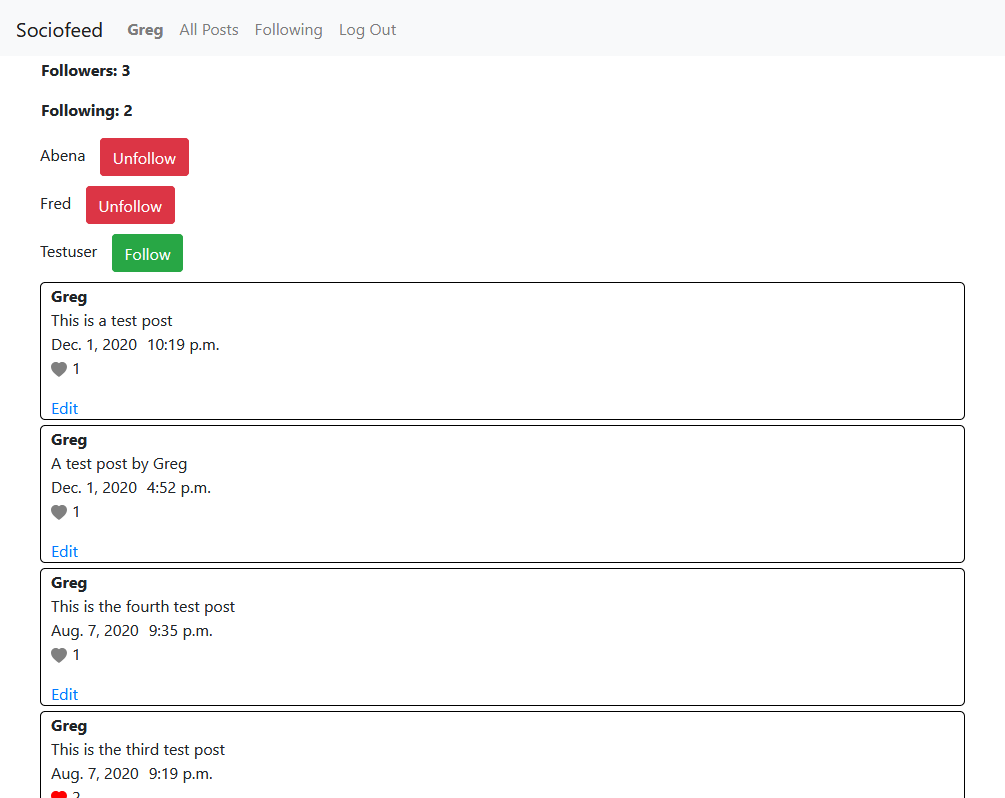 Sociofeed Greg All Posts Following Log Out
Followers: 3
Following: 2
Abena Unfollow
Fred Unfollow
Testuser Follow
Greg
This is a test post
Dec. 1, 2020 10:19 p.m.
1
Edit
Greg
A test post by Greg
Dec. 1, 2020 4:52 p.m.
1
Edit
Greg
This is the fourth test post
Aug. 7, 2020 9:35 p.m.
1
Edit
Greg
This is the third test post
Aug. 7, 2020 9:19 p.m.
2